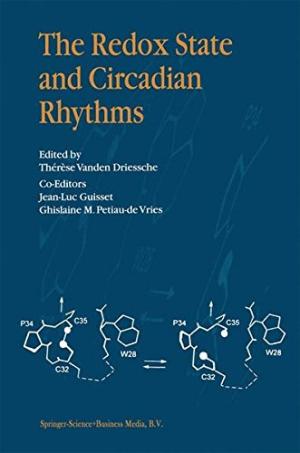 The Redox State
and Circadian
Rhythms
Edited by
Thérèse Vanden Driessche
Co-Editors
Jean-Luc Guisset
Ghislaine M. Petiau-de Vries
P34
C35
W28
C32
P34
C35
W28
C32
Springer-Science+Business Media, B.V.